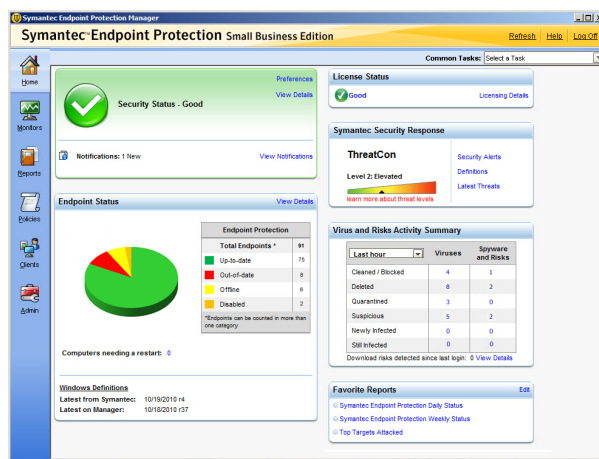 Symantec Endpoint Protection Manager
Symantec™ Endpoint Protection Small Business Edition
Refresh Help Log Off
Common Tasks: Select a Task
Home
Monitors
Reports
Policies
Clients
Admin
Preferences
Security Status - Good
View Details
Notifications: 1 New
View Notifications
Endpoint Status
View Details
Endpoint Protection
Total Endpoints * 91
Up-to-date 75
Out-of-date 8
Offline 6
Disabled 2
*Endpoints can be counted in more than
one category
Computers needing a restart: 0
Windows Definitions
Latest from Symantec: 10/19/2010 r4
Latest on Manager: 10/18/2010 r37
License Status
Good
Licensing Details
Symantec Security Response
ThreatCon
Level 2: Elevated
learn more about threat levels
Security Alerts
Definitions
Latest Threats
Virus and Risks Activity Summary
Last hour Viruses Spyware
and Risks
Cleaned / Blocked 4 1
Deleted 8 2
Quarantined 3 0
Suspicious 5 2
Newly Infected 0 0
Still Infected 0 0
Download risks detected since last login: 0 View Details
Favorite Reports
Edit
Symantec Endpoint Protection Daily Status
Symantec Endpoint Protection Weekly Status
Top Targets Attacked